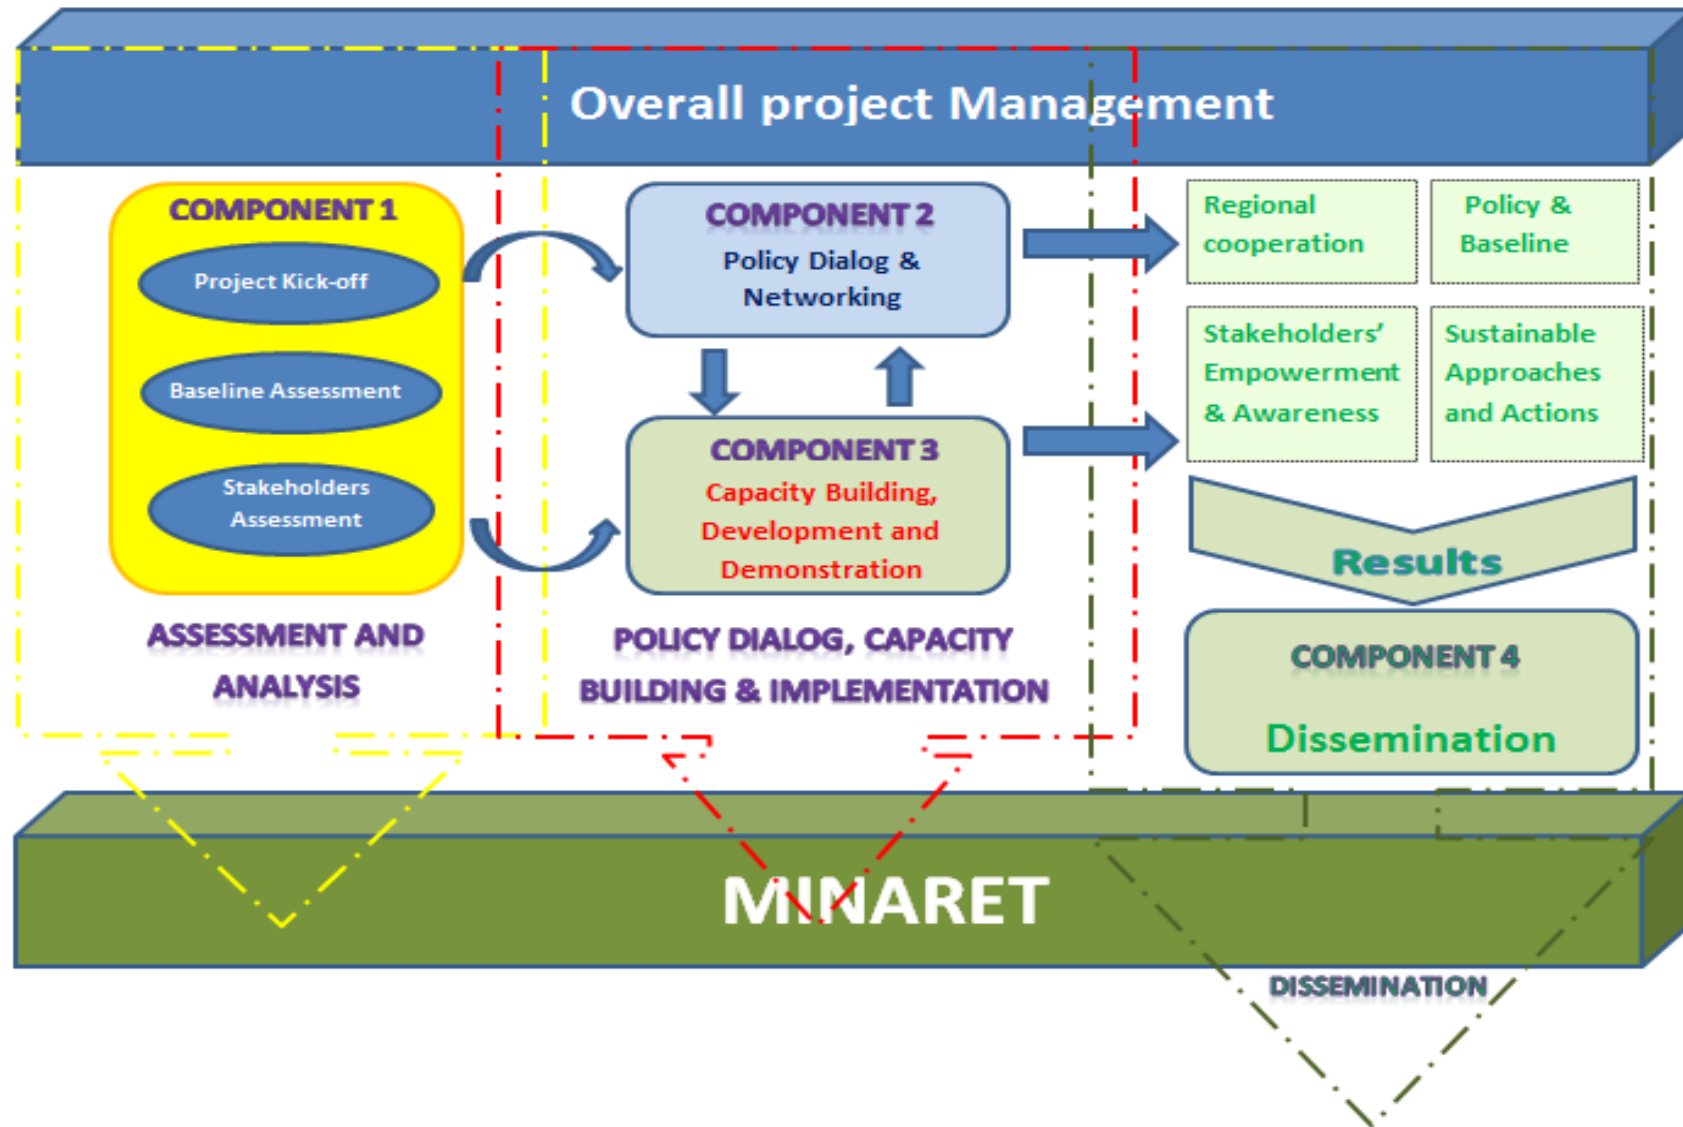 Overall project Management
COMPONENT 1
Project Kick-off
Baseline Assessment
Stakeholders
Assessment
ASSESSMENT AND
ANALYSIS
COMPONENT 2
Policy Dialog &
Networking
COMPONENT 3
Capacity Building,
Development and
Demonstration
POLICY DIALOG, CAPACITY
BUILDING & IMPLEMENTATION
Regional
cooperation
Policy &
Baseline
Stakeholders’
Empowerment
& Awareness
Sustainable
Approaches
and Actions
Results
COMPONENT 4
Dissemination
MINARET
DISSEMINATION